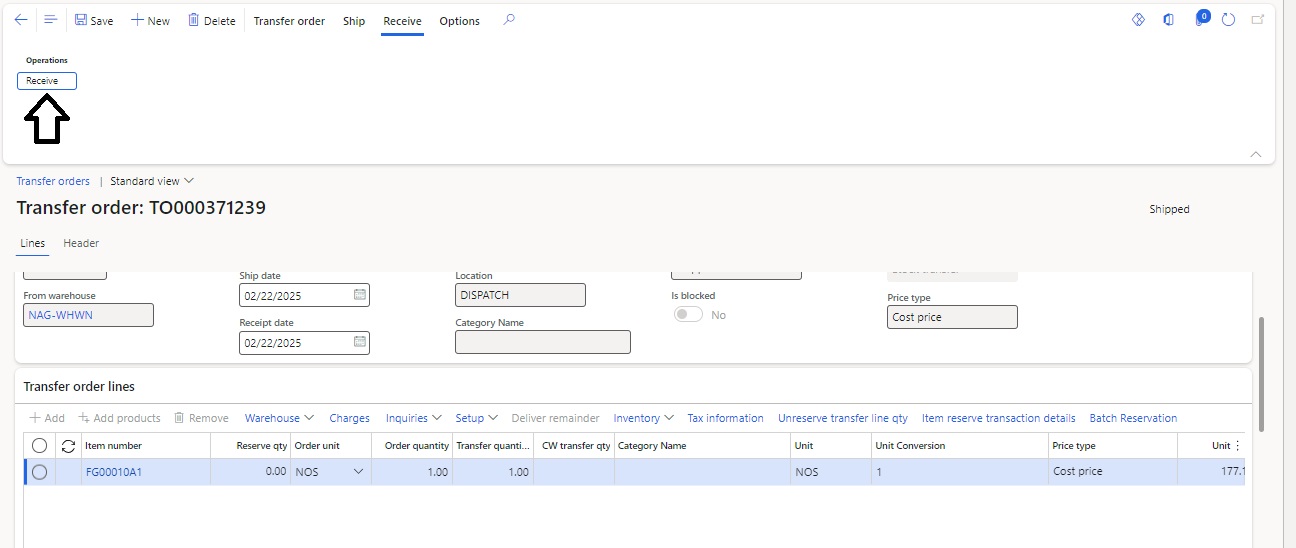 Save New Delete Transfer order Ship Receive Options 0
Operations
Receive
Transfer orders | Standard view
Transfer order: TO000371239
Shipped
Lines Header
Ship date Location
From warehouse 02/22/2025 DISPATCH Is blocked Price type
NAG-WHWN No Cost price
Receipt date Category Name
02/22/2025
Transfer order lines
Add Add products Remove Warehouse Charges Inquiries Setup Deliver remainder Inventory Tax information Unreserve transfer line qty Item reserve transaction details Batch Reservation
Item number Reserve qty Order unit Order quantity Transfer quanti... CW transfer qty Category Name Unit Unit Conversion Price type Unit
FG00010A1 0.00 NOS 1.00 1.00 NOS 1 Cost price 177.1